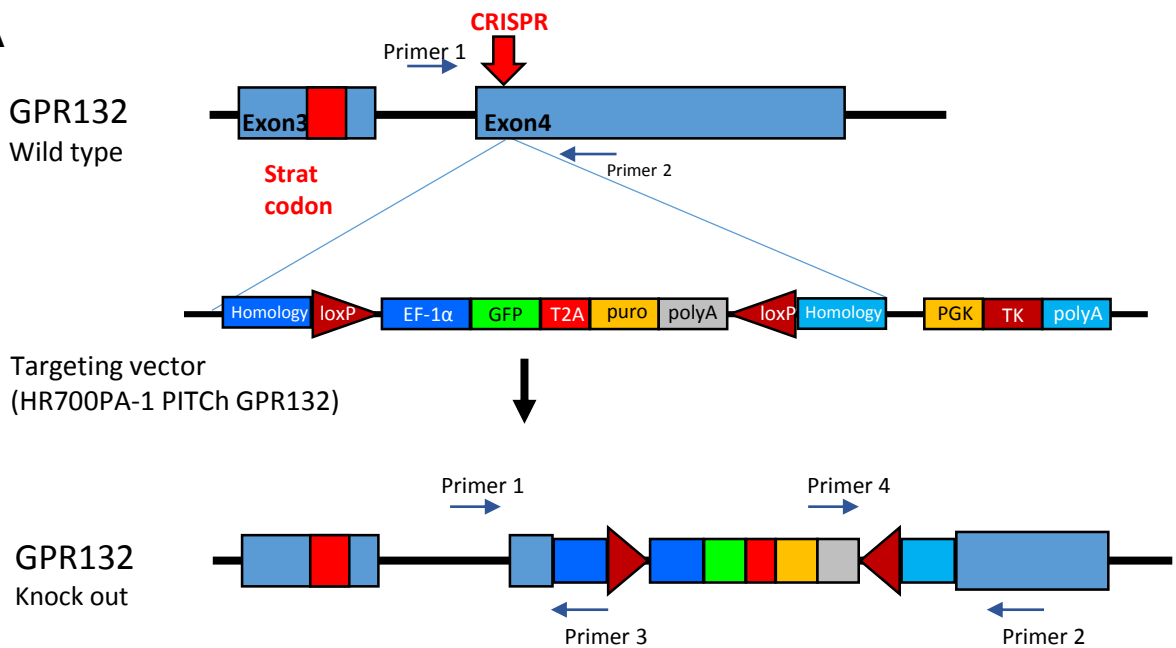 A
CRISPR
Primer 1
GPR132
Wild type
Exon3
Exon4
Primer 2
Strat
codon
Homology loxP EF-1α GFP T2A puro polyA loxP Homology PGK TK polyA
Targeting vector
(HR700PA-1 PITCh GPR132)
Primer 1
Primer 4
GPR132
Knock out
Primer 3
Primer 2